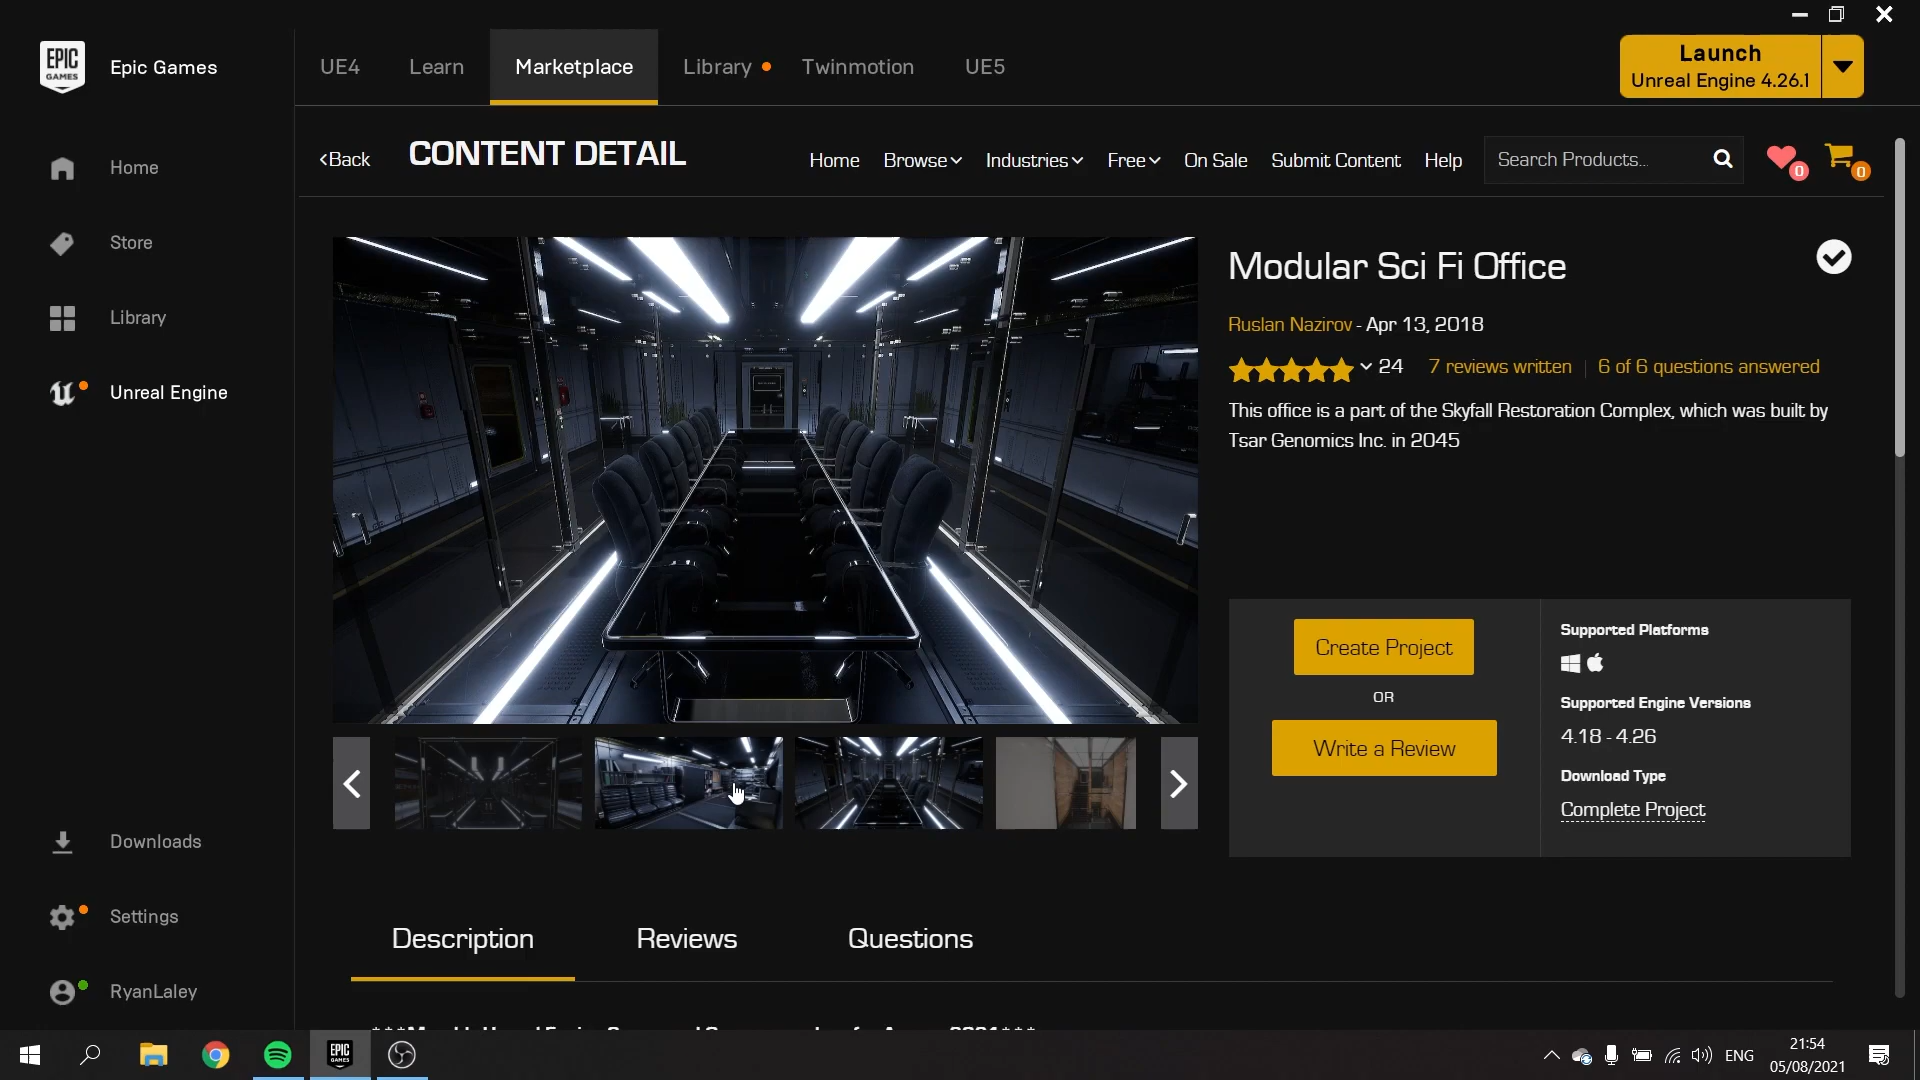 EPIC GAMES
Epic Games
UE4
Learn
Marketplace
Library
Twinmotion
UE5
Launch
Unreal Engine 4.26.1
Home
Store
Library
Unreal Engine
Downloads
Settings
RyanLaley
Back
CONTENT DETAIL
Home
Browse
Industries
Free
On Sale
Submit Content
Help
Search Products...
0
0
Modular Sci Fi Office
Ruslan Nazirov - Apr 13, 2018
24
7 reviews written
6 of 6 questions answered
This office is a part of the Skyfall Restoration Complex, which was built by
Tsar Genomics Inc. in 2045
Create Project
OR
Write a Review
Supported Platforms
Supported Engine Versions
4.18 - 4.26
Download Type
Complete Project
Description
Reviews
Questions
EPIC GAMES
ENG
21:54
05/08/2021